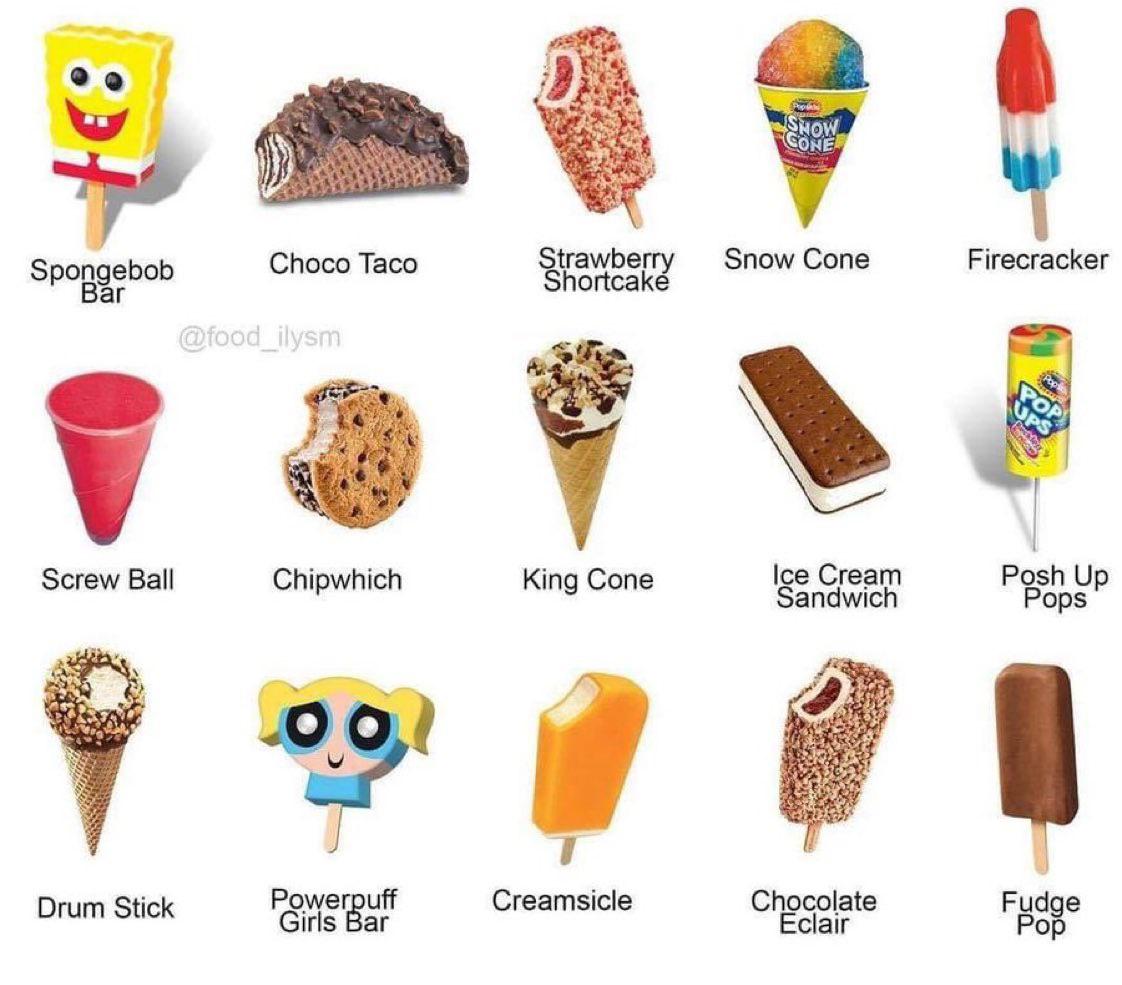 Popsicle
SNOW
CONE
Spongebob
Bar
Choco Taco
Strawberry
Shortcake
Snow Cone
Firecracker
@food_ilysm
POP
UPS
Screw Ball
Chipwhich
King Cone
Ice Cream
Sandwich
Posh Up
Pops
Drum Stick
Powerpuff
Girls Bar
Creamsicle
Chocolate
Eclair
Fudge
Pop